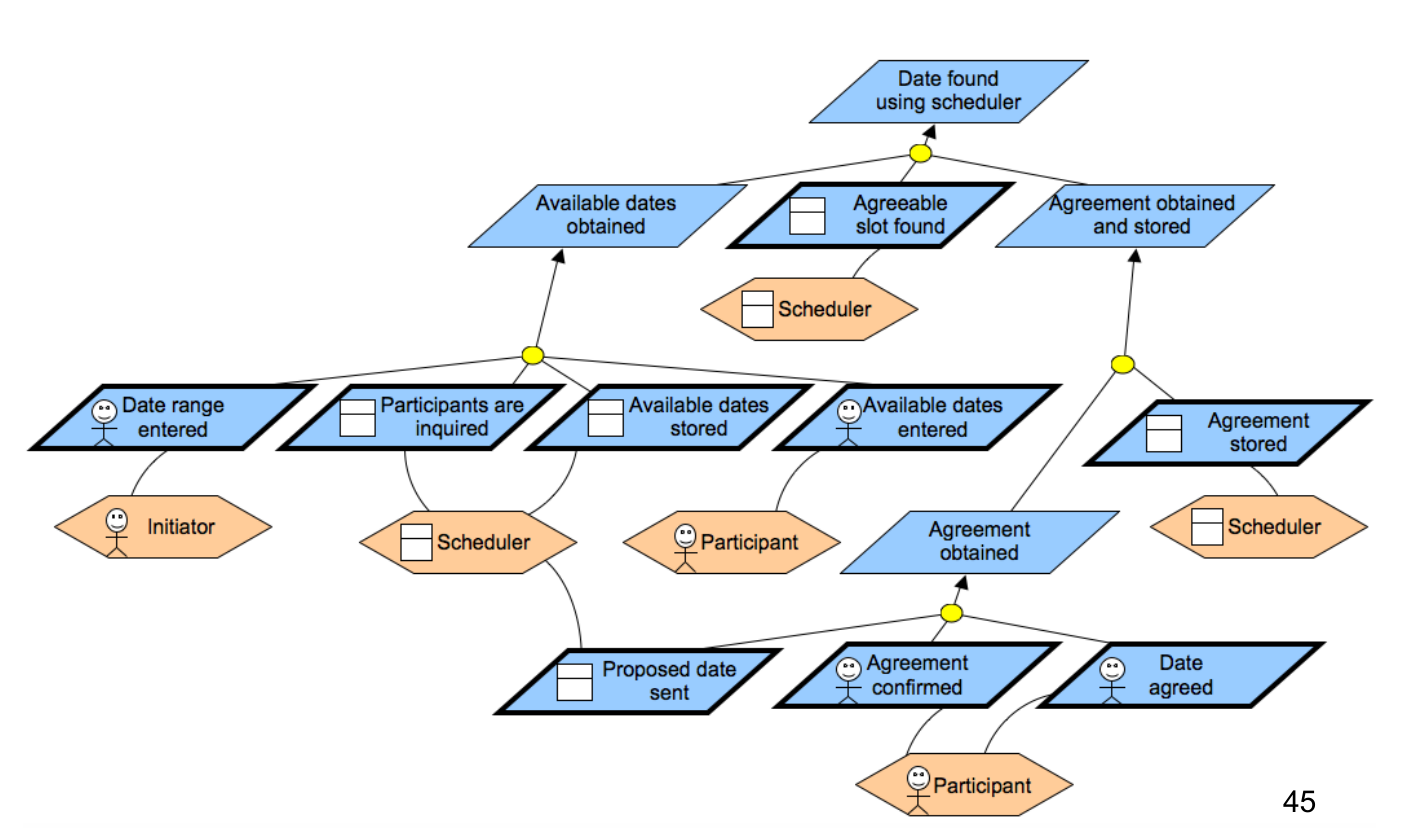 Date found
using scheduler
Available dates
obtained
Agreeable
slot found
Agreement obtained
and stored
Scheduler
Date range
entered
Participants are
inquired
Available dates
stored
Available dates
entered
Agreement
stored
Initiator
Scheduler
Participant
Agreement
obtained
Scheduler
Proposed date
sent
Agreement
confirmed
Date
agreed
Participant
45